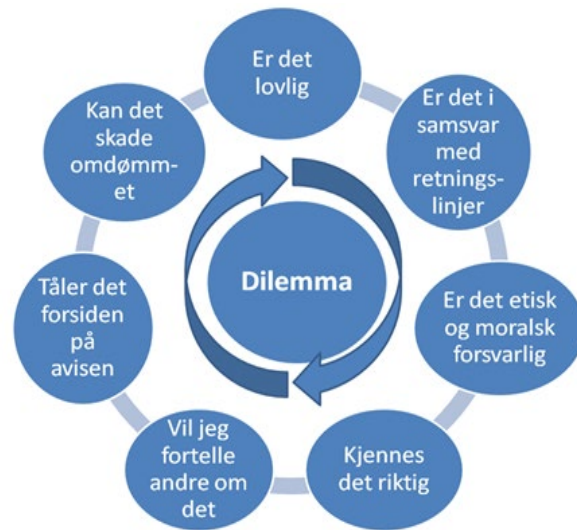 Er det
lovlig
Er det i
samsvar
med
retnings-
linjer
Er det etisk
og moralsk
forsvarlig
Kjennes
det riktig
Vil jeg
fortelle
andre om
det
Tåler det
forsiden
på
avisen
Kan det
skade
omdømm-
et
Dilemma